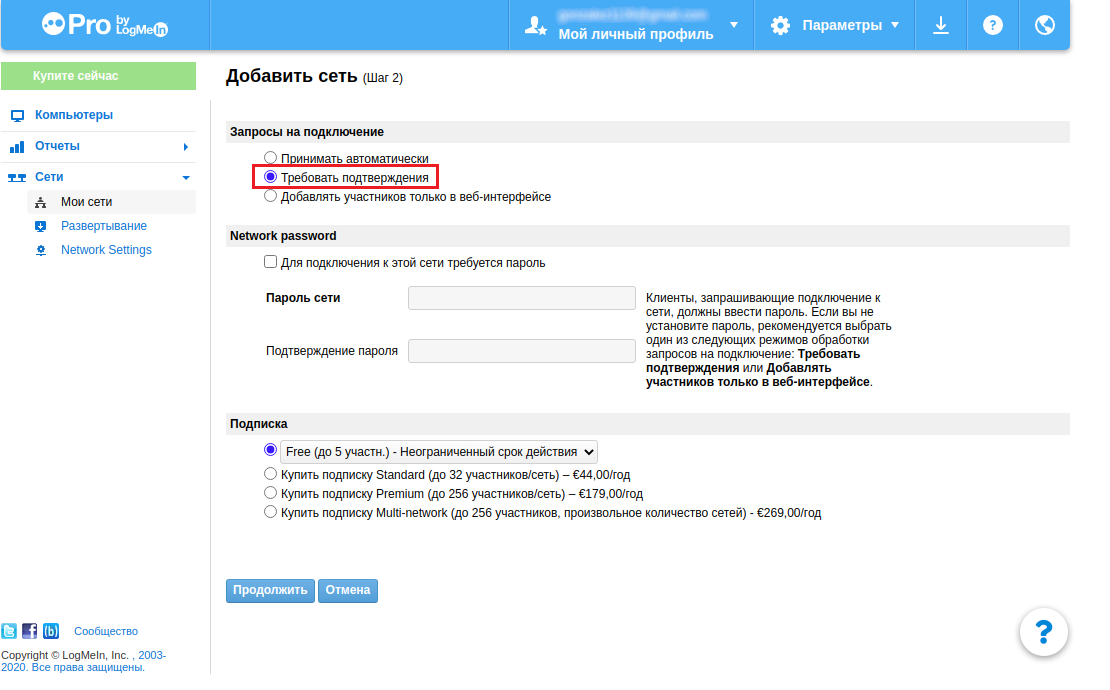 Pro by LogMeIn
Мой личный профиль
Параметры
?
Купите сейчас
Компьютеры
Отчеты
Сети
Мои сети
Развертывание
Network Settings
Добавить сеть (Шаг 2)
Запросы на подключение
Принимать автоматически
Требовать подтверждения
Добавлять участников только в веб-интерфейсе
Network password
Для подключения к этой сети требуется пароль
Пароль сети
Подтверждение пароля
Клиенты, запрашивающие подключение к
сети, должны ввести пароль. Если вы не
установите пароль, рекомендуется выбрать
один из следующих режимов обработки
запросов на подключение: Требовать
подтверждения или Добавлять
участников только в веб-интерфейсе.
Подписка
Free (до 5 участн.) - Неограниченный срок действия
Купить подписку Standard (до 32 участников/сеть) – €44,00/год
Купить подписку Premium (до 256 участников/сеть) – €179,00/год
Купить подписку Multi-network (до 256 участников, произвольное количество сетей) - €269,00/год
Продолжить
Отмена
Сообщество
Copyright © LogMeIn, Inc. , 2003-
2020. Все права защищены.
?